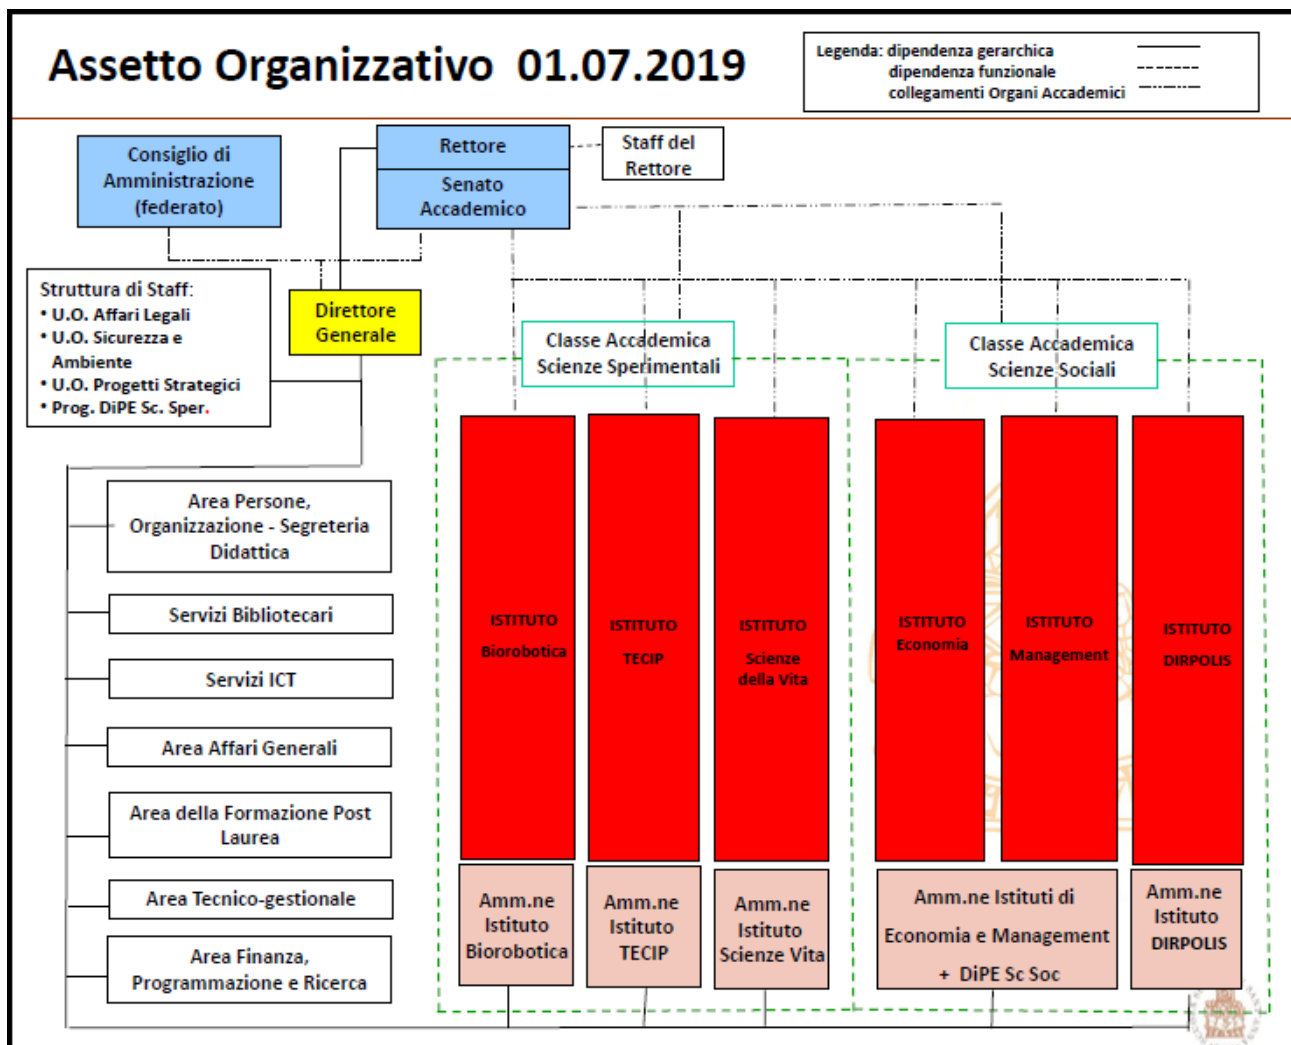 Assetto Organizzativo 01.07.2019
Legenda: dipendenza gerarchica
dipendenza funzionale
collegamenti Organi Accademici
Consiglio di
Amministrazione
(federato)
Rettore
Senato
Accademico
Staff del
Rettore
Struttura di Staff:
• U.O. Affari Legali
• U.O. Sicurezza e
Ambiente
• U.O. Progetti Strategici
• Prog. DiPE Sc. Sper.
Direttore
Generale
Classe Accademica
Scienze Sperimentali
Classe Accademica
Scienze Sociali
Area Persone,
Organizzazione - Segreteria
Didattica
Servizi Bibliotecari
Servizi ICT
Area Affari Generali
Area della Formazione Post
Laurea
Area Tecnico-gestionale
Area Finanza,
Programmazione e Ricerca
ISTITUTO
Biorobotica
ISTITUTO
TECIP
ISTITUTO
Scienze
della Vita
ISTITUTO
Economia
ISTITUTO
Management
ISTITUTO
DIRPOLIS
Amm.ne
Istituto
Biorobotica
Amm.ne
Istituto
TECIP
Amm.ne
Istituto
Scienze Vita
Amm.ne Istituti di
Economia e Management
+ DiPE Sc Soc
Amm.ne
Istituto
DIRPOLIS